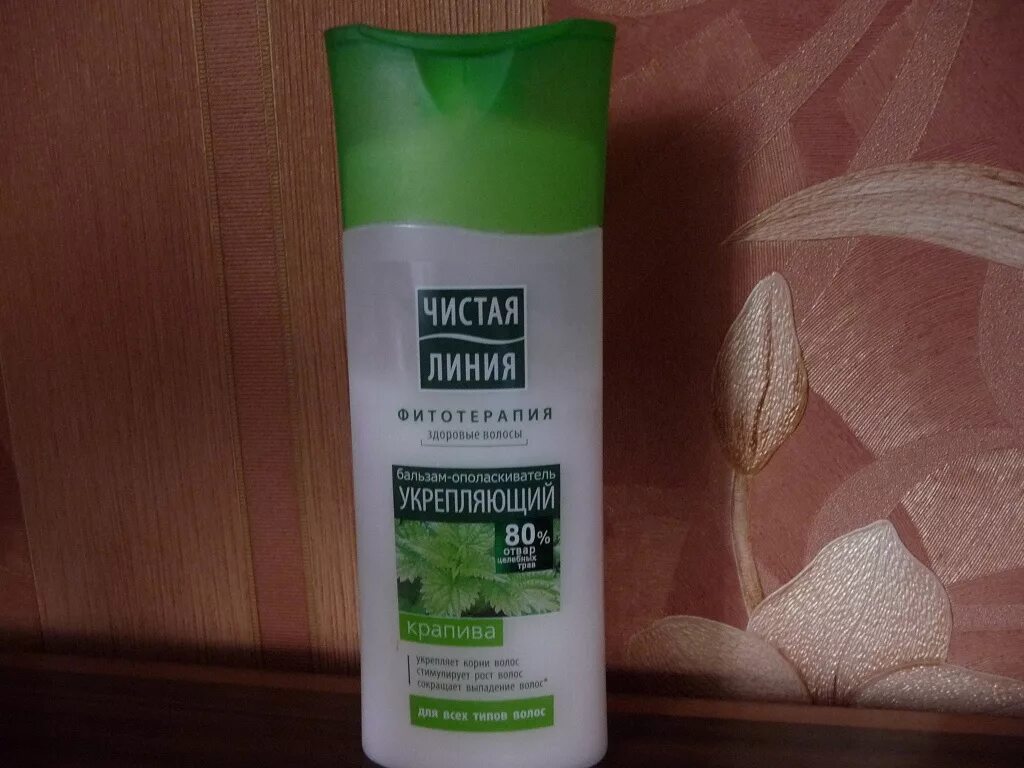 ЧИСТАЯ
ЛИНИЯ
ФИТОТЕРАПИЯ
здоровые волосы
бальзам-ополаскиватель
УКРЕПЛЯЮЩИЙ
80%
отвар
целебных
трав
крапива
укрепляет корни волос
стимулирует рост волос
сокращает выпадение волос*
для всех типов волос